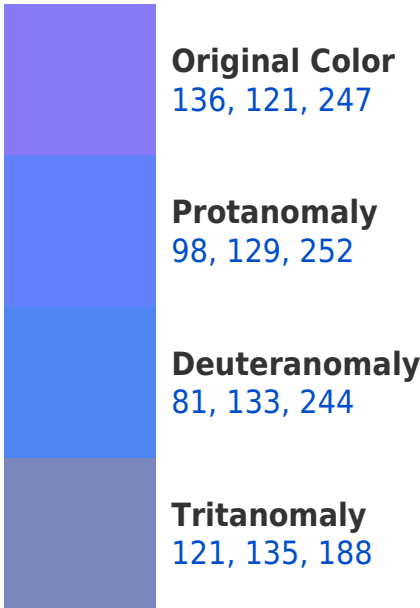 Original Color
136, 121, 247
Protanomaly
98, 129, 252
Deuteranomaly
81, 133, 244
Tritanomaly
121, 135, 188